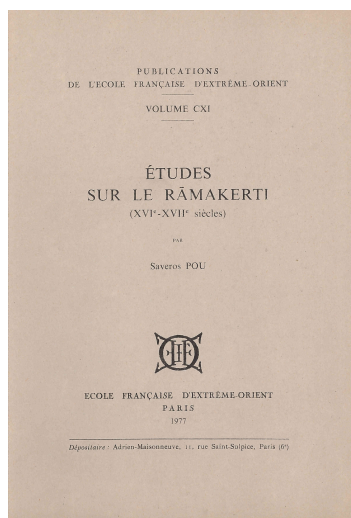 PUBLICATIONS
DE L'ECOLE FRANÇAISE D'EXTRÊME-ORIENT
VOLUME CXI
ÉTUDES
SUR LE RĀMAKERTI
(XVIe-XVIIe siècles)
PAR
Saveros POU
ECOLE FRANÇAISE D'EXTRÊME-ORIENT
PARIS
1977
Dépositaire : Adrien-Maisonneuve, 11, rue Saint-Sulpice, Paris (6e)